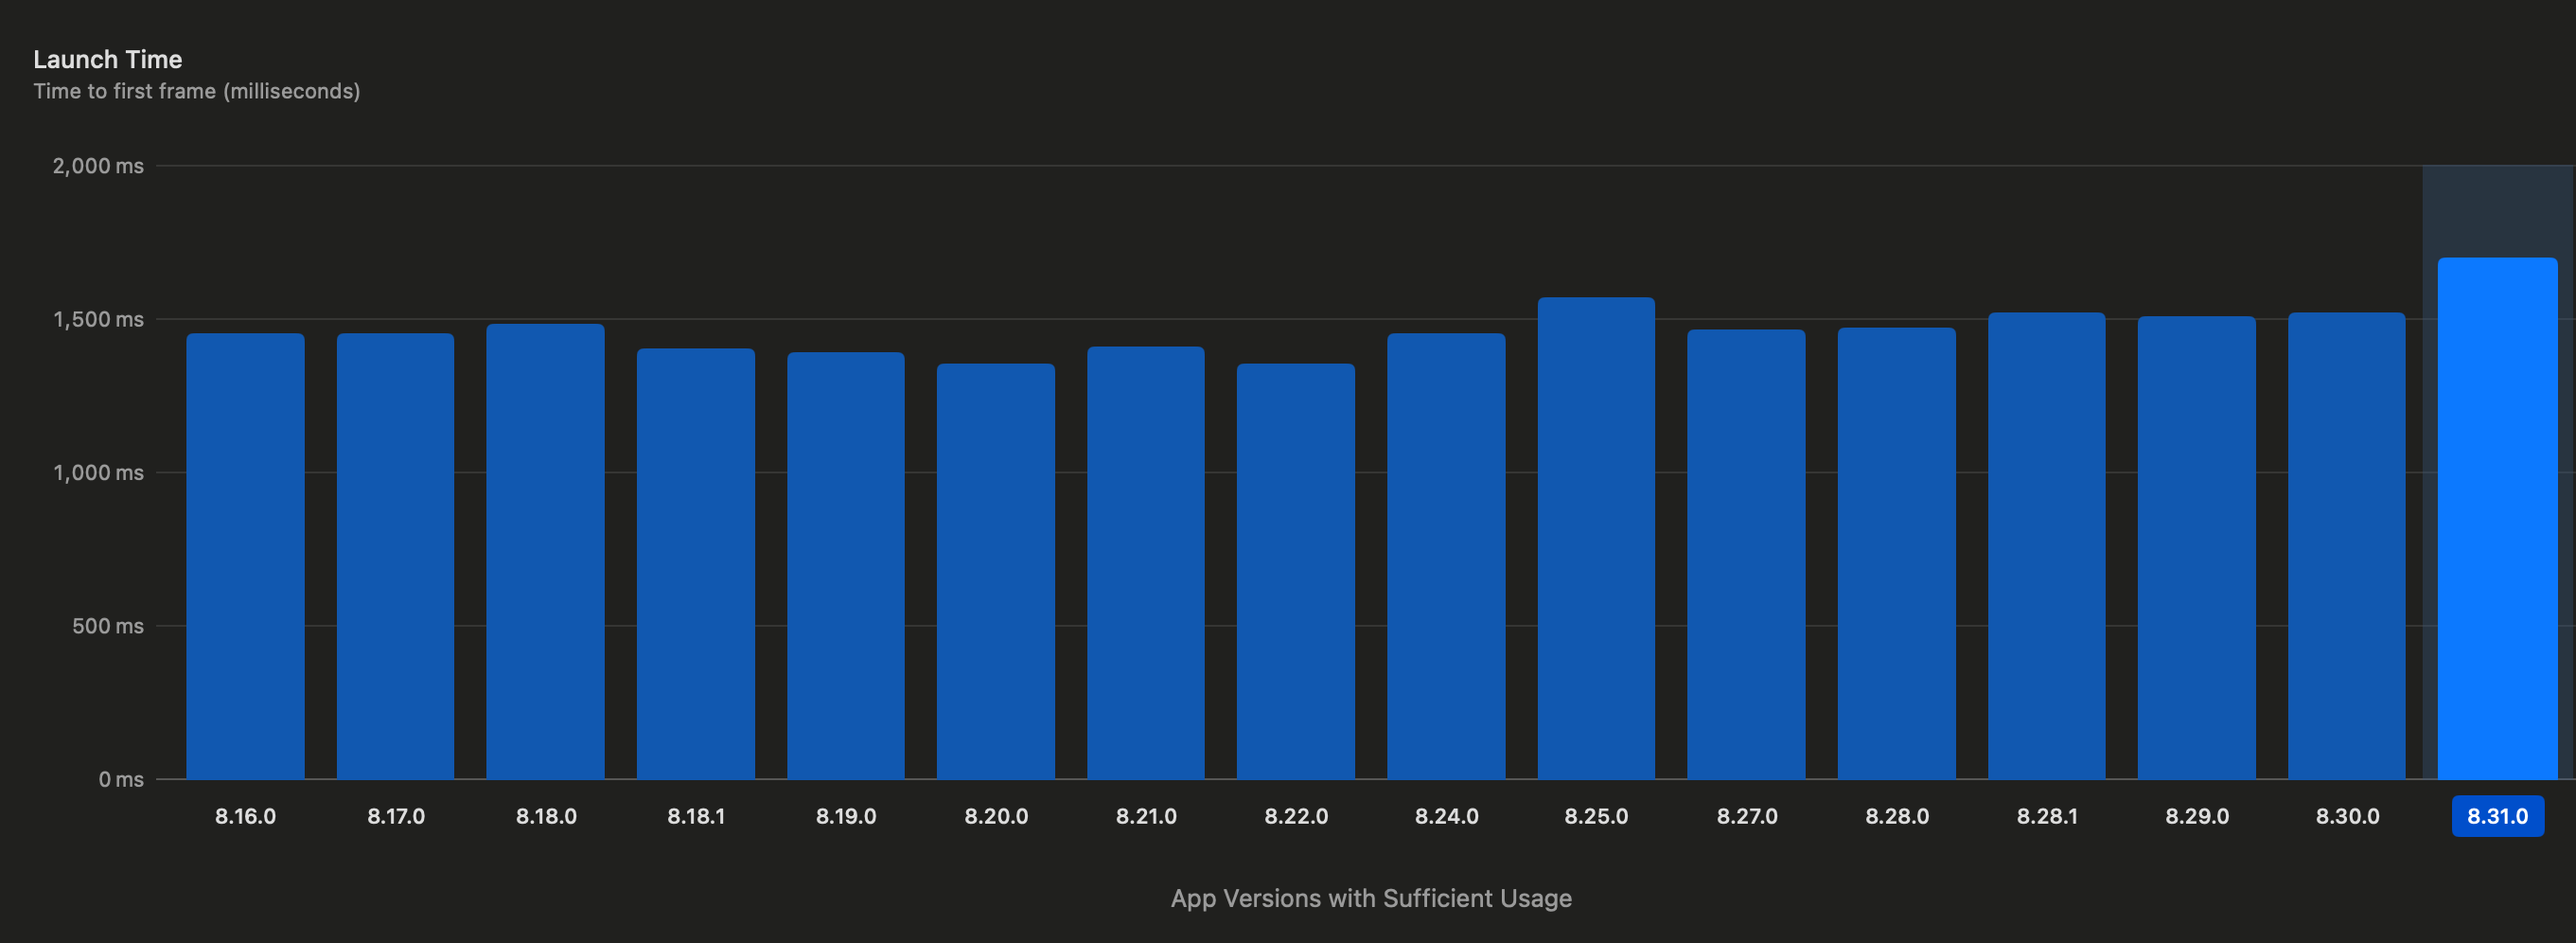 Launch Time
Time to first frame (milliseconds)
2,000 ms
1,500 ms
1,000 ms
500 ms
0 ms
8.16.0 8.17.0 8.18.0 8.18.1 8.19.0 8.20.0 8.21.0 8.22.0 8.24.0 8.25.0 8.27.0 8.28.0 8.28.1 8.29.0 8.30.0 8.31.0
App Versions with Sufficient Usage